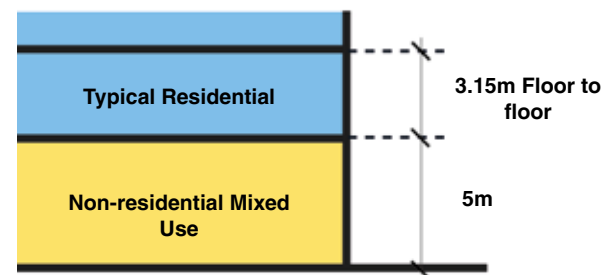 Typical Residential
3.15m Floor to
floor
Non-residential Mixed
Use
5m